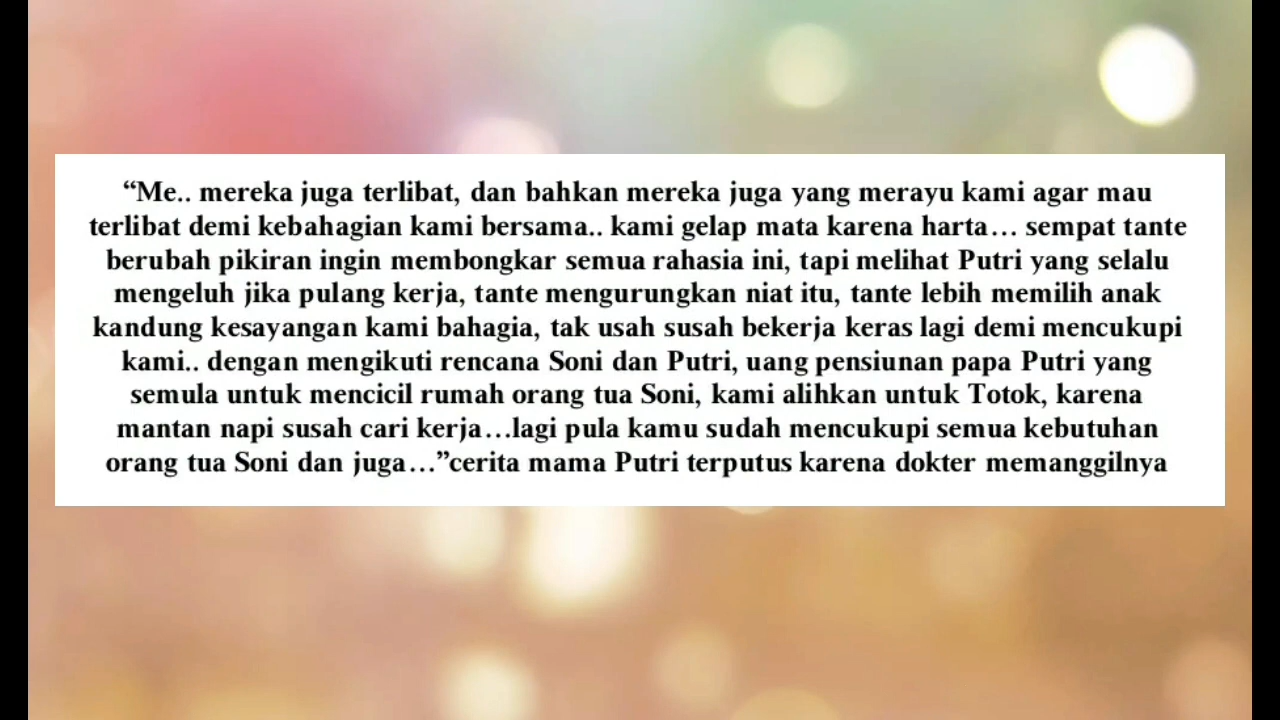 “Me.. mereka juga terlibat, dan bahkan mereka juga yang merayu kami agar mau
terlibat demi kebahagian kami bersama.. kami gelap mata karena harta… sempat tante
berubah pikiran ingin membongkar semua rahasia ini, tapi melihat Putri yang selalu
mengeluh jika pulang kerja, tante mengurungkan niat itu, tante lebih memilih anak
kandung kesayangan kami bahagia, tak usah susah bekerja keras lagi demi mencukupi
kami.. dengan mengikuti rencana Soni dan Putri, uang pensiunan papa Putri yang
semula untuk mencicil rumah orang tua Soni, kami alihkan untuk Totok, karena
mantan napi susah cari kerja…lagi pula kamu sudah mencukupi semua kebutuhan
orang tua Soni dan juga…”cerita mama Putri terputus karena dokter memanggilnya